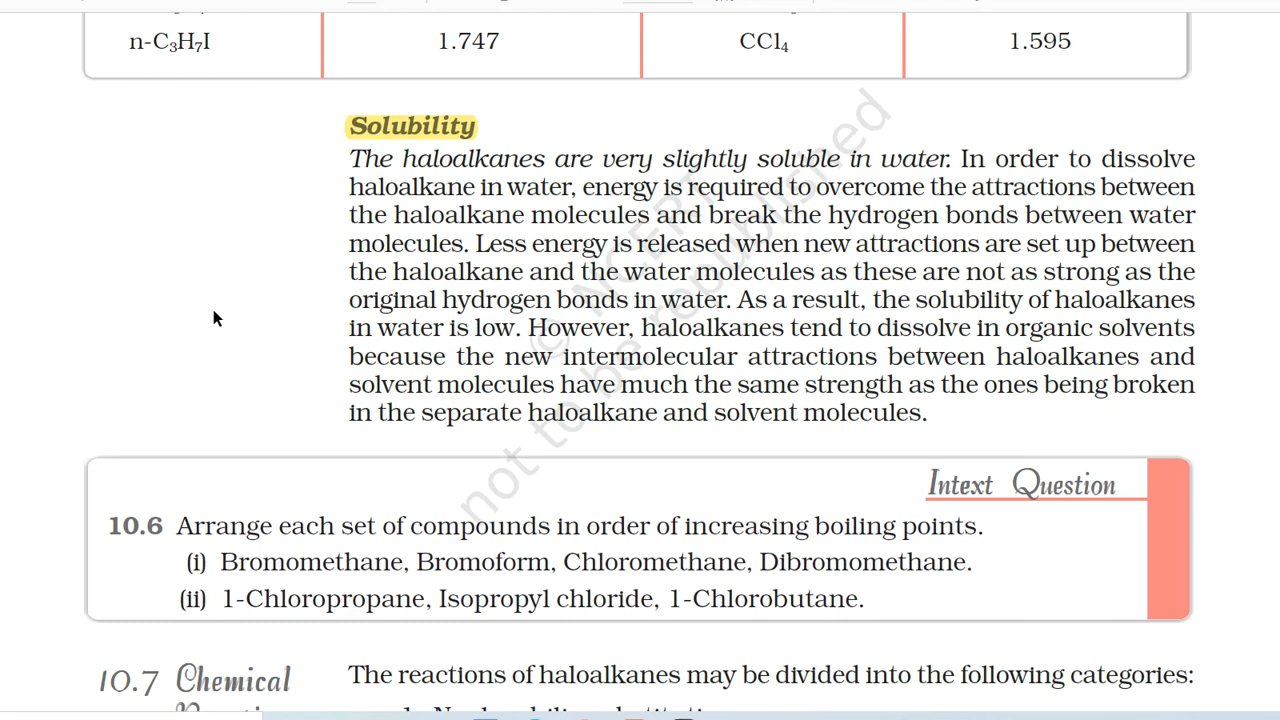 n-C₃H₇I 1.747 CCl₄ 1.595
Solubility
The haloalkanes are very slightly soluble in water. In order to dissolve
haloalkane in water, energy is required to overcome the attractions between
the haloalkane molecules and break the hydrogen bonds between water
molecules. Less energy is released when new attractions are set up between
the haloalkane and the water molecules as these are not as strong as the
original hydrogen bonds in water. As a result, the solubility of haloalkanes
in water is low. However, haloalkanes tend to dissolve in organic solvents
because the new intermolecular attractions between haloalkanes and
solvent molecules have much the same strength as the ones being broken
in the separate haloalkane and solvent molecules.
© NCERT
not to be republished
Intext Question
10.6 Arrange each set of compounds in order of increasing boiling points.
(i) Bromomethane, Bromoform, Chloromethane, Dibromomethane.
(ii) 1-Chloropropane, Isopropyl chloride, 1-Chlorobutane.
10.7 Chemical
The reactions of haloalkanes may be divided into the following categories: